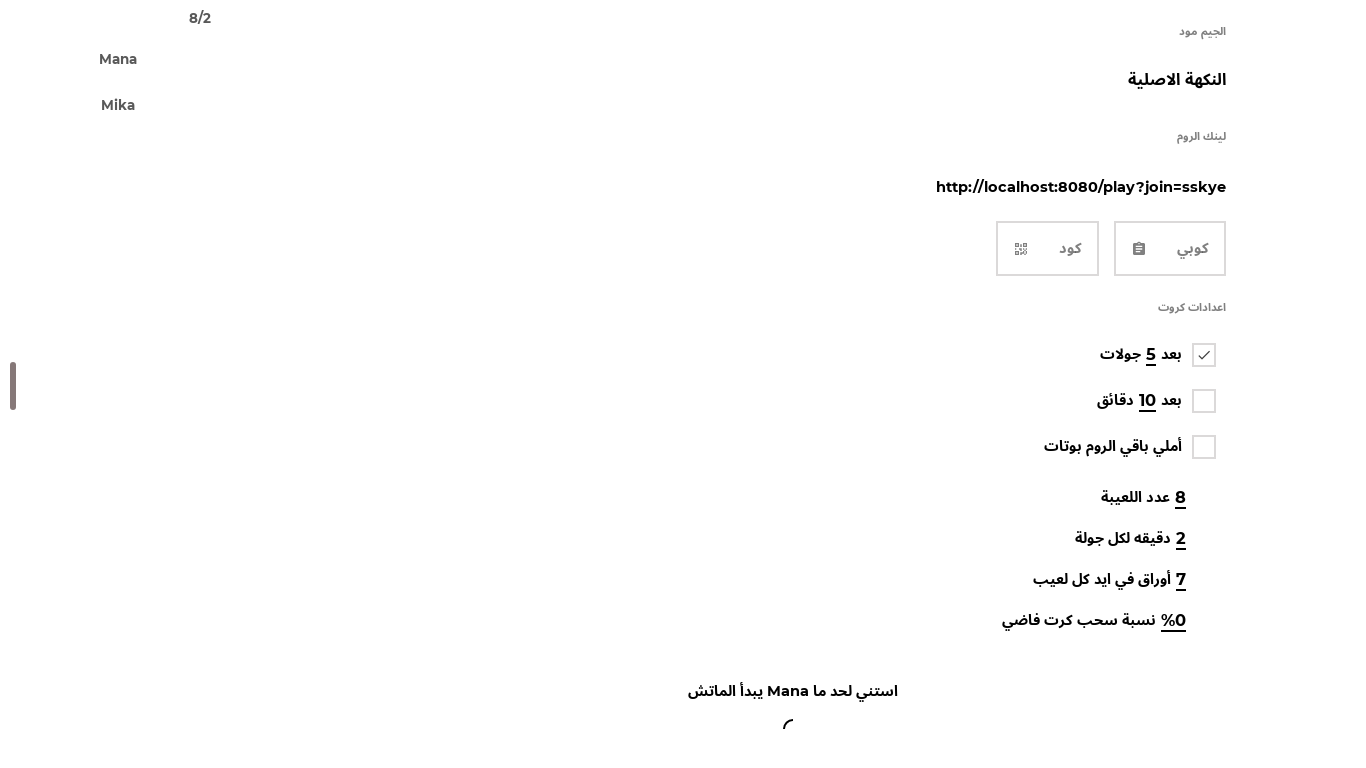 الجيم مود
النكهة الاصلية
لينك الروم
http://localhost:8080/play?join=sskye
كوبي
كود
اعدادات كروت
بعد 5 جولات
بعد 10 دقائق
أملي باقي الروم بوتات
8 عدد اللعيبة
2 دقيقه لكل جولة
7 أوراق في ايد كل لعيب
%0 نسبة سحب كرت فاضي
استني لحد ما Mana يبدأ الماتش
8/2
Mana
Mika